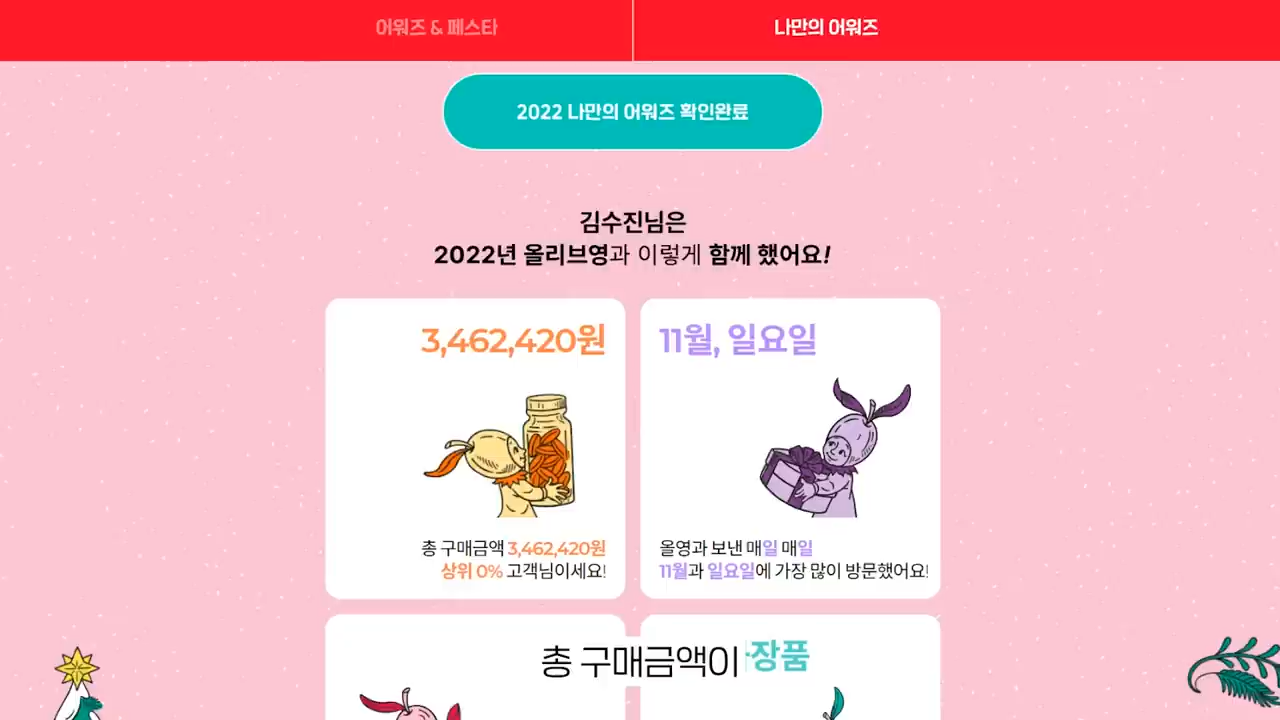 어워즈 & 페스타
나만의 어워즈
2022 나만의 어워즈 확인완료
김수진님은
2022년 올리브영과 이렇게 함께 했어요!
3,462,420원
총 구매금액 3,462,420원
상위 0% 고객님이세요!
11월, 일요일
올영과 보낸 매일 매일
11월과 일요일에 가장 많이 방문했어요!
총 구매금액이
장품